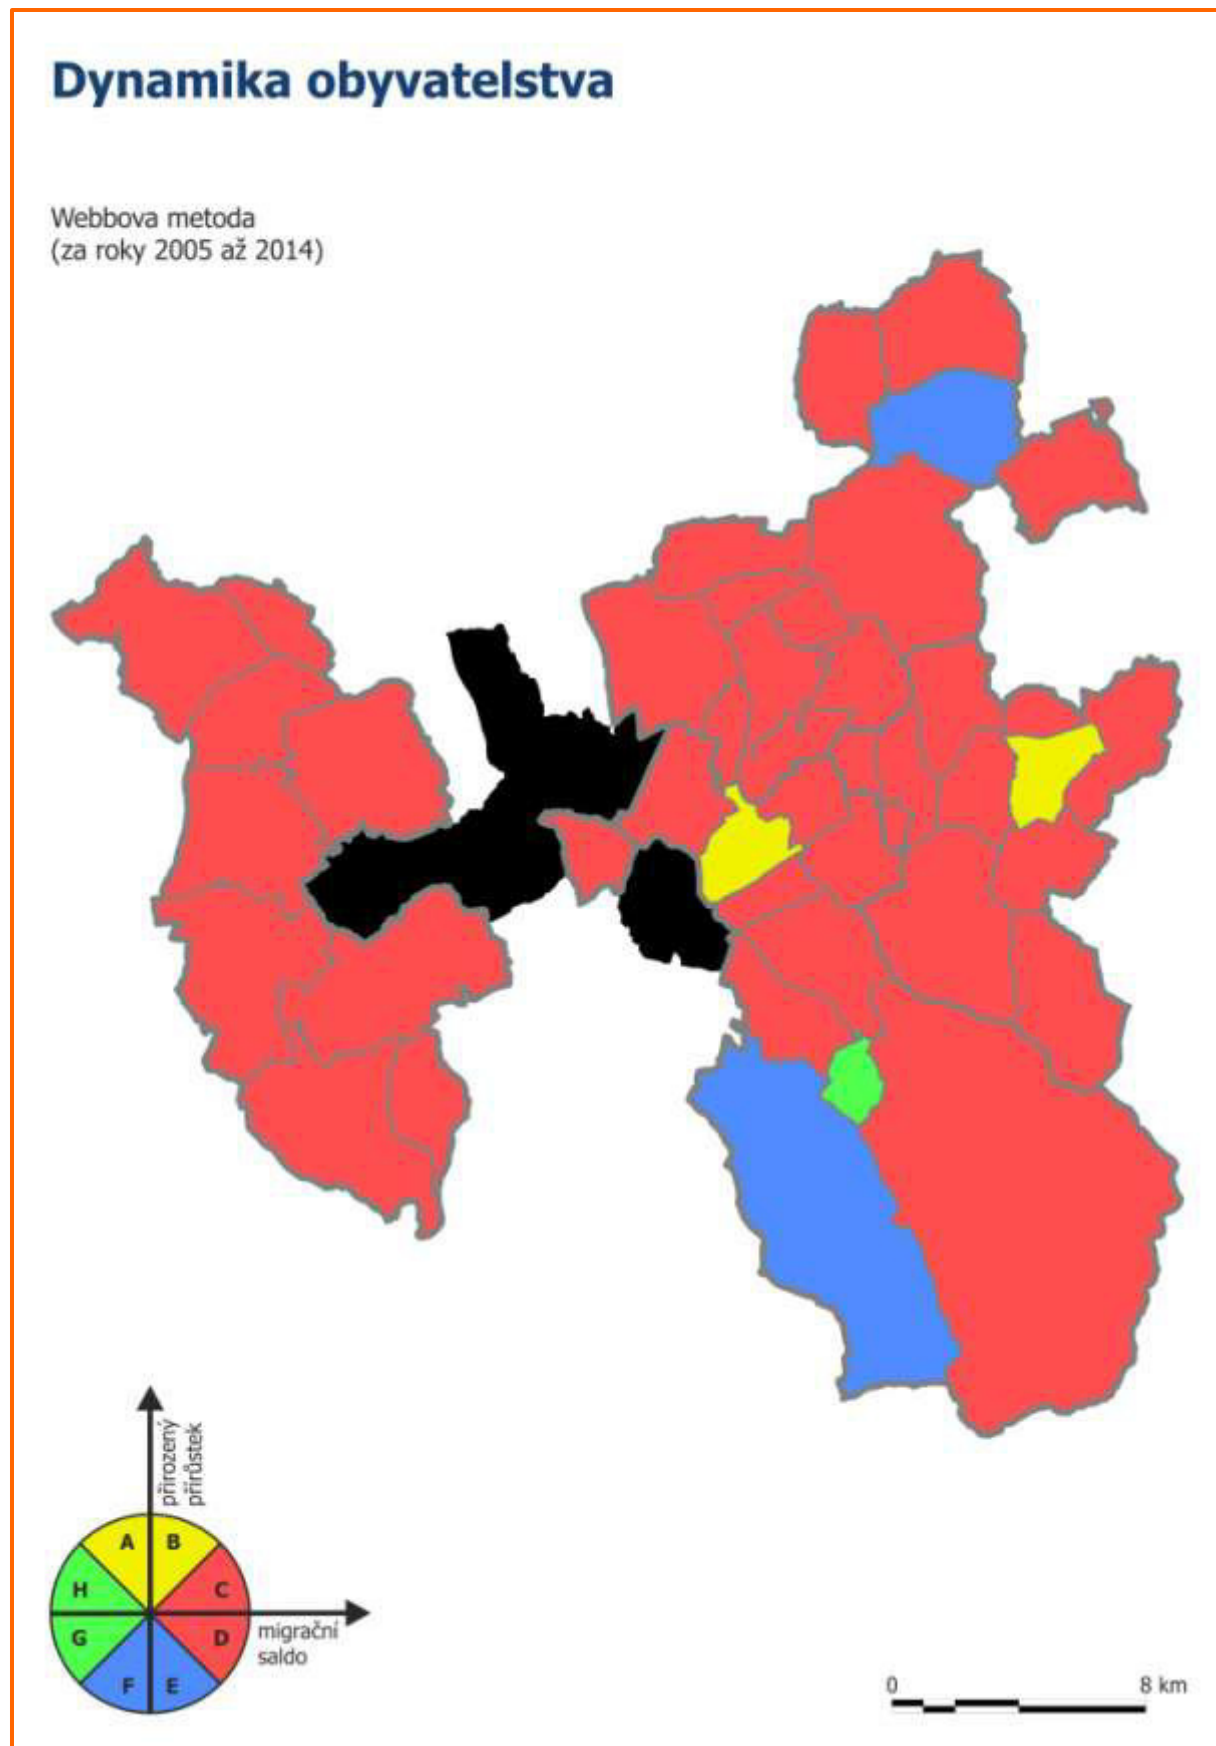 Dynamika obyvatelstva
Webbova metoda
(za roky 2005 až 2014)
přirozený
přírůstek
A
B
H
C
G
D
F
E
migrační
saldo
0
8 km